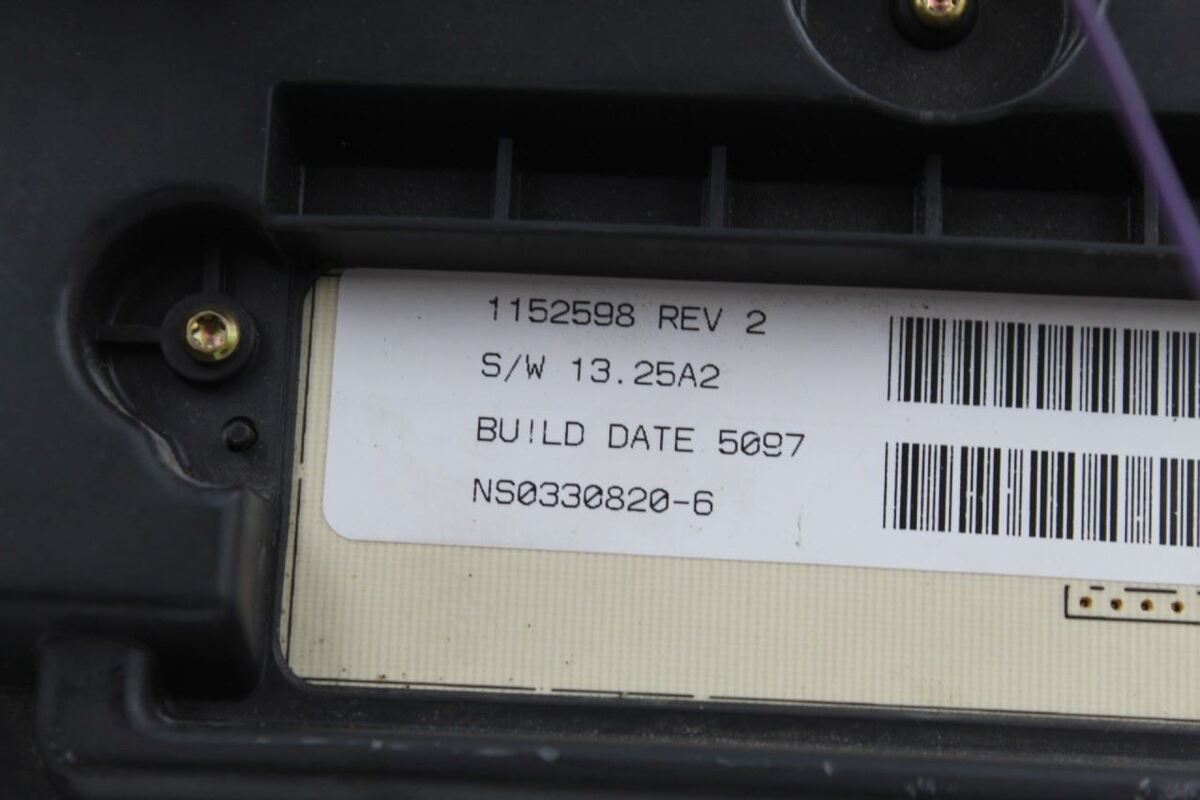 1152598 REV 2
S/W 13.25A2
BU!LD DATE 5097
NS0330820-6